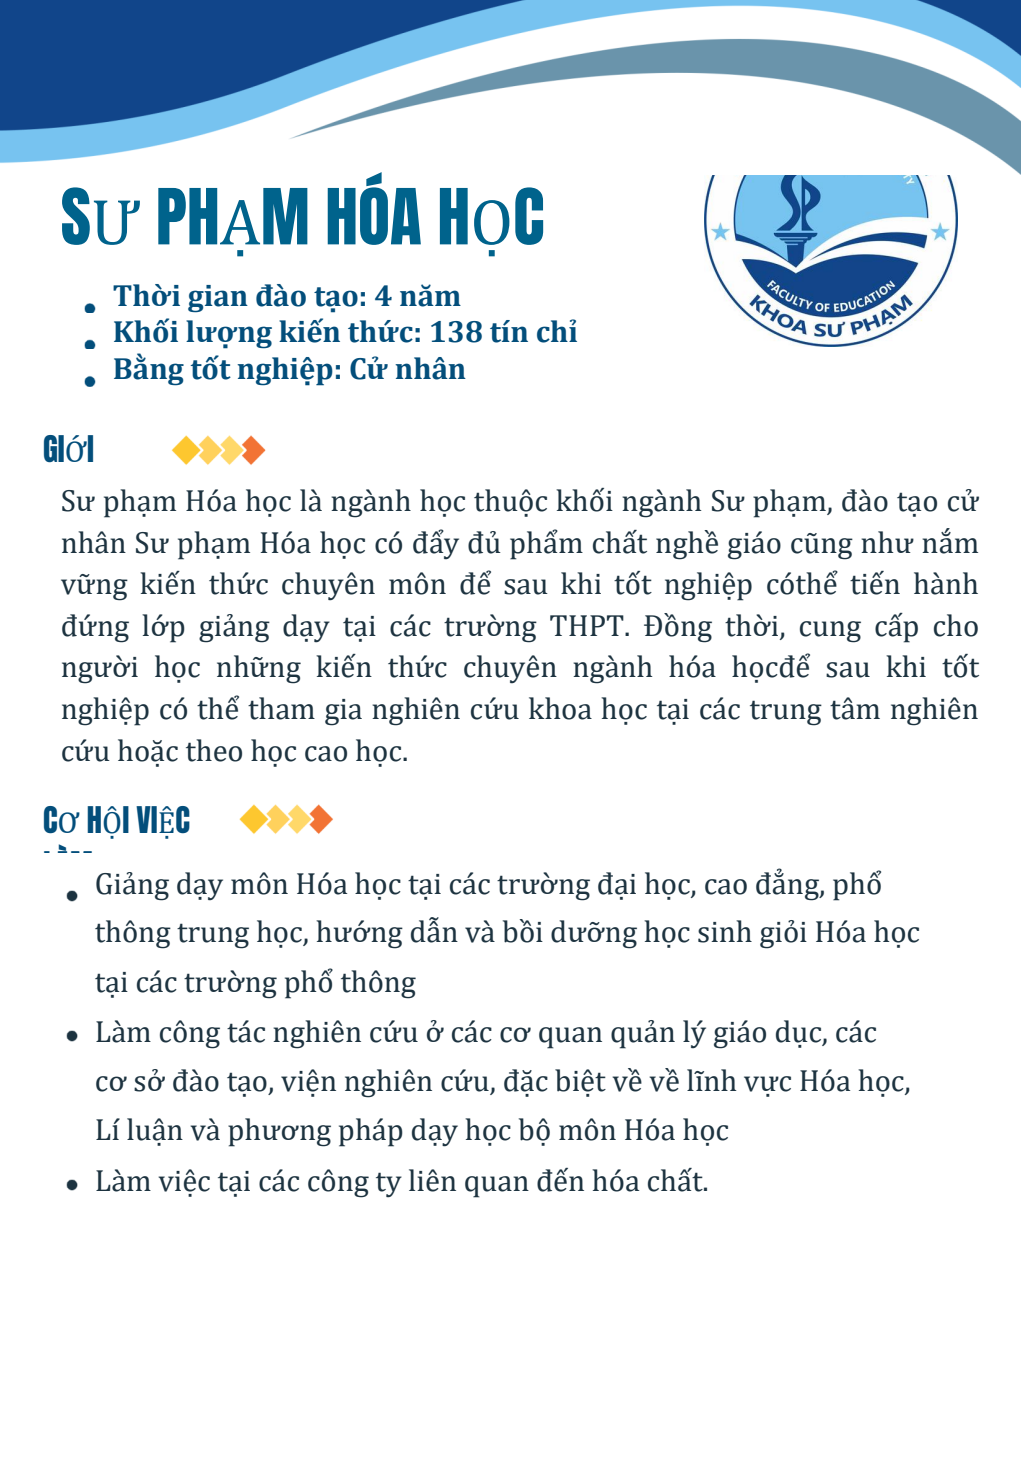 SƯ PHẠM HÓA HỌC
FACULTY OF EDUCATION
KHOA SƯ PHẠM
Thời gian đào tạo: 4 năm
Khối lượng kiến thức: 138 tín chỉ
Bằng tốt nghiệp: Cử nhân
GIỚI
Sư phạm Hóa học là ngành học thuộc khối ngành Sư phạm, đào tạo cử
nhân Sư phạm Hóa học có đẩy đủ phẩm chất nghề giáo cũng như nắm
vững kiến thức chuyên môn để sau khi tốt nghiệp cóthể tiến hành
đứng lớp giảng dạy tại các trường THPT. Đồng thời, cung cấp cho
người học những kiến thức chuyên ngành hóa họcđể sau khi tốt
nghiệp có thể tham gia nghiên cứu khoa học tại các trung tâm nghiên
cứu hoặc theo học cao học.
CƠ HỘI VIỆC
Giảng dạy môn Hóa học tại các trường đại học, cao đẳng, phổ
thông trung học, hướng dẫn và bồi dưỡng học sinh giỏi Hóa học
tại các trường phổ thông
Làm công tác nghiên cứu ở các cơ quan quản lý giáo dục, các
cơ sở đào tạo, viện nghiên cứu, đặc biệt về về lĩnh vực Hóa học,
Lí luận và phương pháp dạy học bộ môn Hóa học
Làm việc tại các công ty liên quan đến hóa chất.